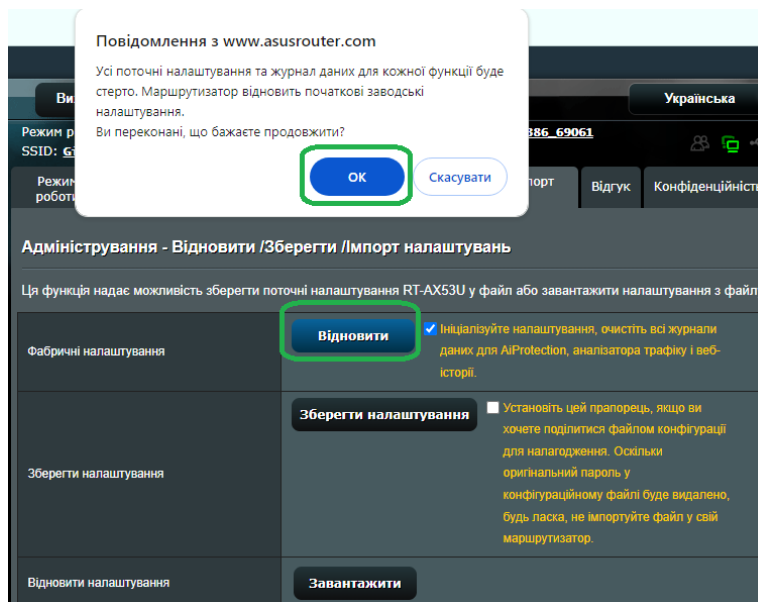 Повідомлення з www.asusrouter.com
Усі поточні налаштування та журнал даних для кожної функції буде
стерто. Маршрутизатор відновить початкові заводські
налаштування.
Ви переконані, що бажаєте продовжити?
ОК
Скасувати
Українська
Режим
386_69061
SSID:
Режим
роботи
Відгук
Конфіденційність
Адміністрування - Відновити /Зберегти /Імпорт налаштувань
Ця функція надає можливість зберегти поточні налаштування RT-AX53U у файл або завантажити налаштування з
Фабричні налаштування
Відновити
Ініціалізуйте налаштування, очистіть всі журнали
даних для AiProtection, аналізатора трафіку і веб-
історії.
Зберегти налаштування
Зберегти налаштування
Установіть цей прапорець, якщо ви
хочете поділитися файлом конфігурації
для налагодження. Оскільки
оригінальний пароль у
конфігураційному файлі буде видалено,
будь ласка, не імпортуйте файл у свій
маршрутизатор.
Відновити налаштування
Завантажити